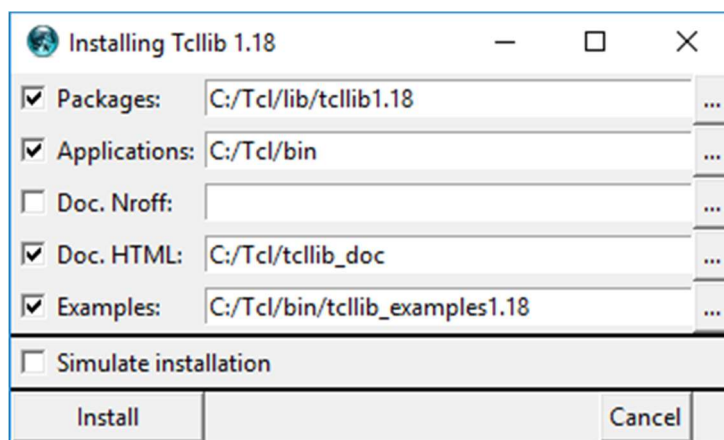 Installing Tcllib 1.18
Packages: C:/Tcl/lib/tcllib1.18 ...
Applications: C:/Tcl/bin ...
Doc. Nroff: ...
Doc. HTML: C:/Tcl/tcllib_doc ...
Examples: C:/Tcl/bin/tcllib_examples1.18 ...
Simulate installation
Install Cancel